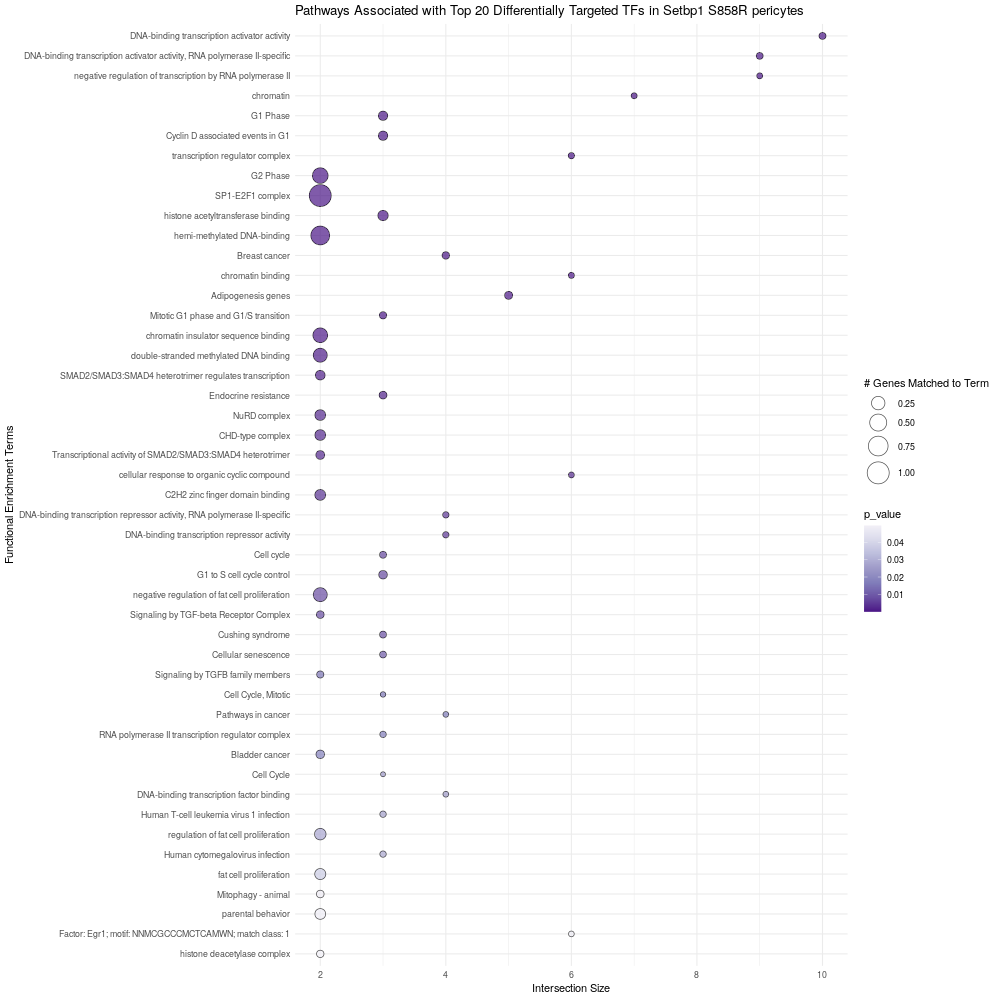 Pathways Associated with Top 20 Differentially Targeted TFs in Setbp1 S858R pericytes
Functional Enrichment Terms
DNA-binding transcription activator activity
DNA-binding transcription activator activity, RNA polymerase II-specific
negative regulation of transcription by RNA polymerase II
chromatin
G1 Phase
Cyclin D associated events in G1
transcription regulator complex
G2 Phase
SP1-E2F1 complex
histone acetyltransferase binding
hemi-methylated DNA-binding
Breast cancer
chromatin binding
Adipogenesis genes
Mitotic G1 phase and G1/S transition
chromatin insulator sequence binding
double-stranded methylated DNA binding
SMAD2/SMAD3:SMAD4 heterotrimer regulates transcription
Endocrine resistance
NuRD complex
CHD-type complex
Transcriptional activity of SMAD2/SMAD3:SMAD4 heterotrimer
cellular response to organic cyclic compound
C2H2 zinc finger domain binding
DNA-binding transcription repressor activity, RNA polymerase II-specific
DNA-binding transcription repressor activity
Cell cycle
G1 to S cell cycle control
negative regulation of fat cell proliferation
Signaling by TGF-beta Receptor Complex
Cushing syndrome
Cellular senescence
Signaling by TGFB family members
Cell Cycle, Mitotic
Pathways in cancer
RNA polymerase II transcription regulator complex
Bladder cancer
Cell Cycle
DNA-binding transcription factor binding
Human T-cell leukemia virus 1 infection
regulation of fat cell proliferation
Human cytomegalovirus infection
fat cell proliferation
Mitophagy - animal
parental behavior
Factor: Egr1; motif: NNMCGCCCMCTCAMWN; match class: 1
histone deacetylase complex
2 4 6 8 10
Intersection Size
# Genes Matched to Term
0.25
0.50
0.75
1.00
p_value
0.04
0.03
0.02
0.01